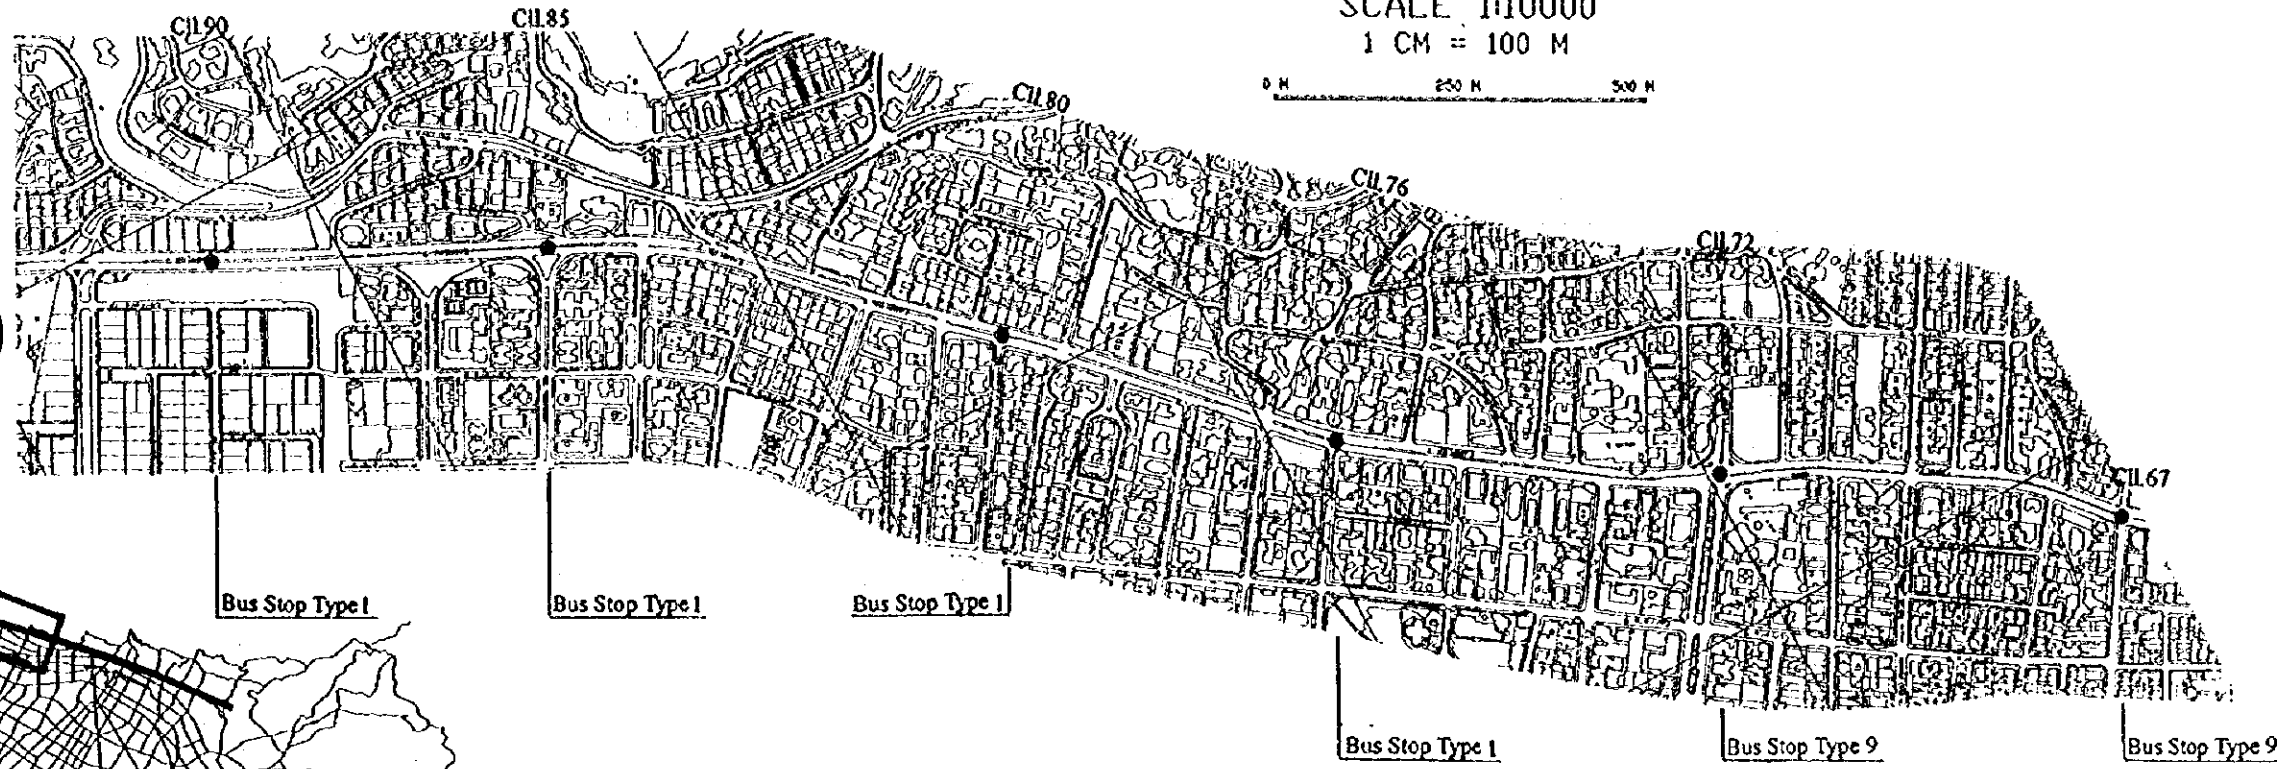 SCALE 1:10000
1 CM = 100 M
0 M 250 M 500 M
Cll.90
Cll.85
Cll.80
Cll.76
Cll.72
Cll.67
Bus Stop Type 1
Bus Stop Type 1
Bus Stop Type 1
Bus Stop Type 1
Bus Stop Type 9
Bus Stop Type 9